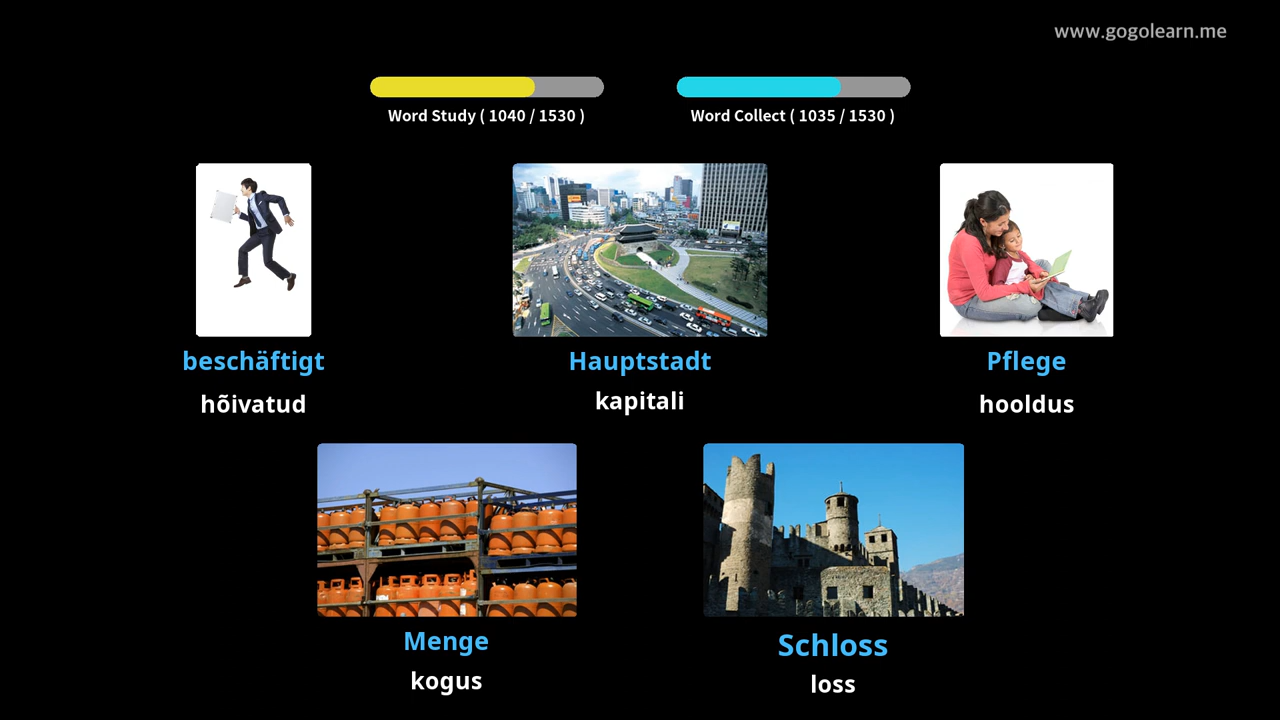 www.gogolearn.me
Word Study ( 1040 / 1530 )
Word Collect ( 1035 / 1530 )
beschäftigt
hõivatud
Hauptstadt
kapitali
Pflege
hooldus
Menge
kogus
Schloss
loss